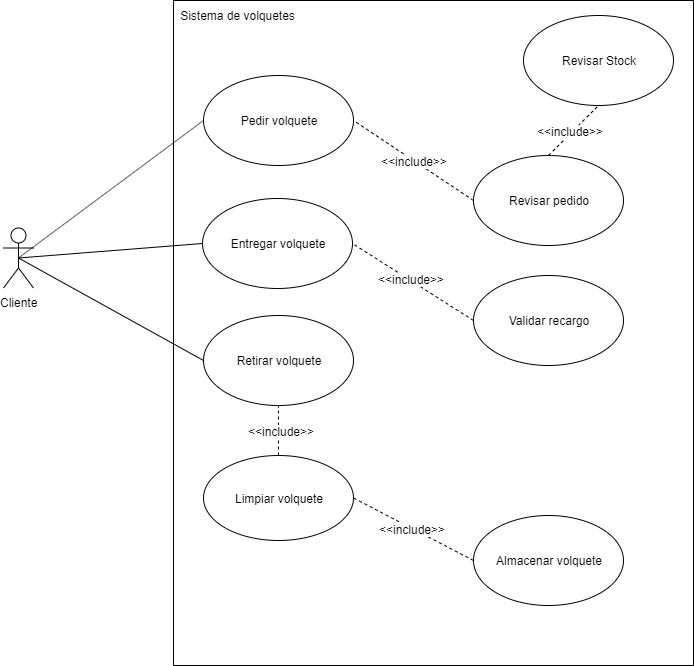 Sistema de volquetes
Revisar Stock
Pedir volquete
<<include>>
<<include>>
Revisar pedido
Entregar volquete
<<include>>
Cliente
Validar recargo
Retirar volquete
<<include>>
Limpiar volquete
<<include>>
Almacenar volquete